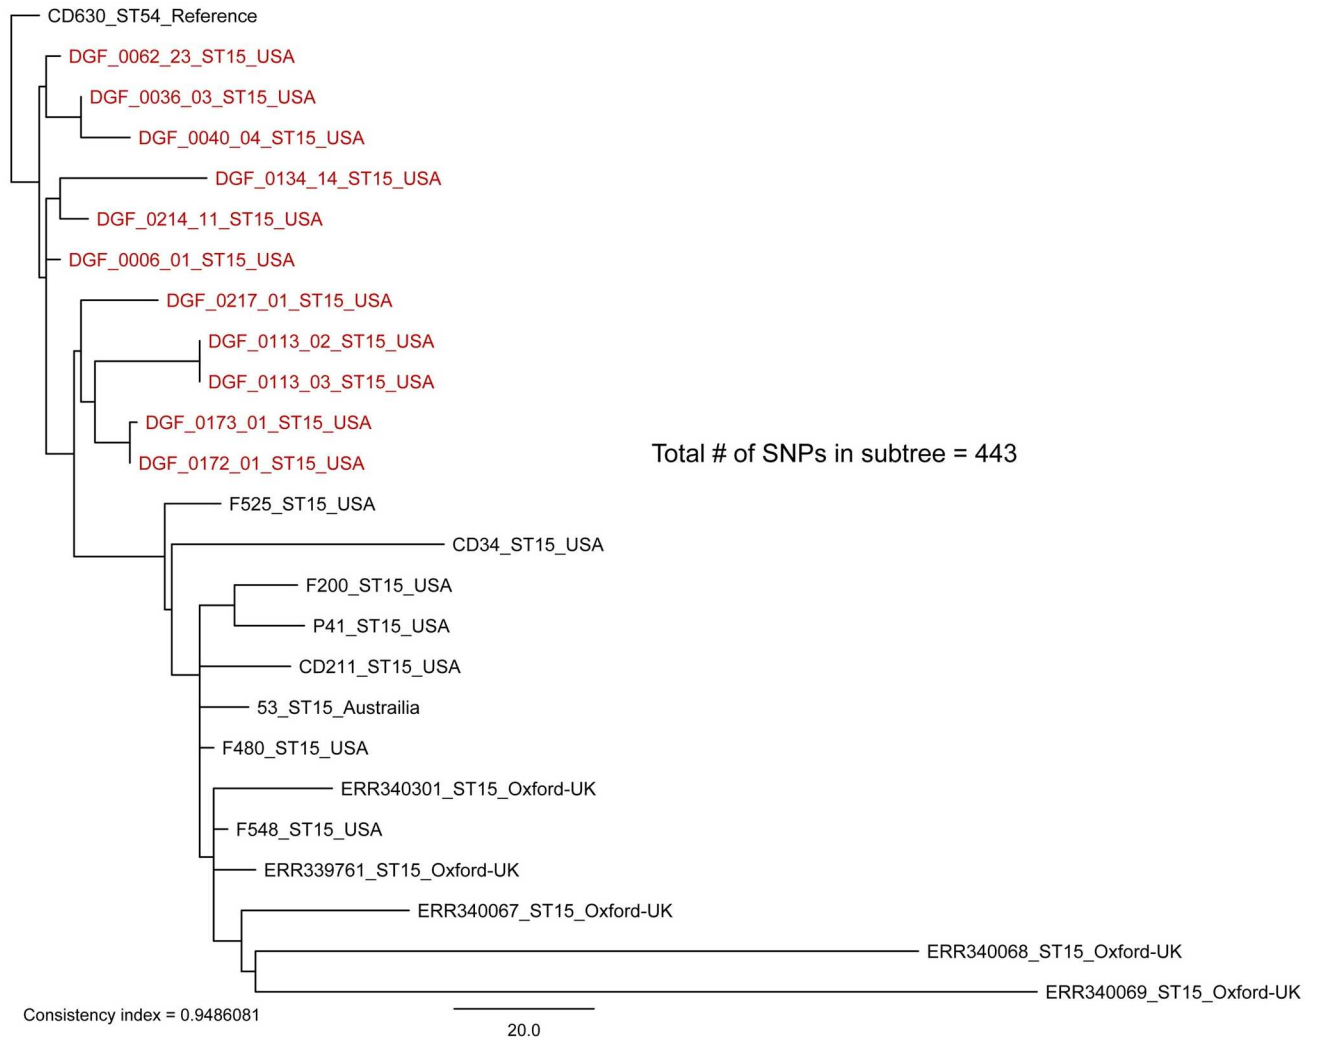 CD630_ST54_Reference
DGF_0062_23_ST15_USA
DGF_0036_03_ST15_USA
DGF_0040_04_ST15_USA
DGF_0134_14_ST15_USA
DGF_0214_11_ST15_USA
DGF_0006_01_ST15_USA
DGF_0217_01_ST15_USA
DGF_0113_02_ST15_USA
DGF_0113_03_ST15_USA
DGF_0173_01_ST15_USA
Total # of SNPs in subtree = 443
DGF_0172_01_ST15_USA
F525_ST15_USA
CD34_ST15_USA
F200_ST15_USA
P41_ST15_USA
CD211_ST15_USA
53_ST15_Austrailia
F480_ST15_USA
ERR340301_ST15_Oxford-UK
F548_ST15_USA
ERR339761_ST15_Oxford-UK
ERR340067_ST15_Oxford-UK
ERR340068_ST15_Oxford-UK
ERR340069_ST15_Oxford-UK
Consistency index = 0.9486081
20.0